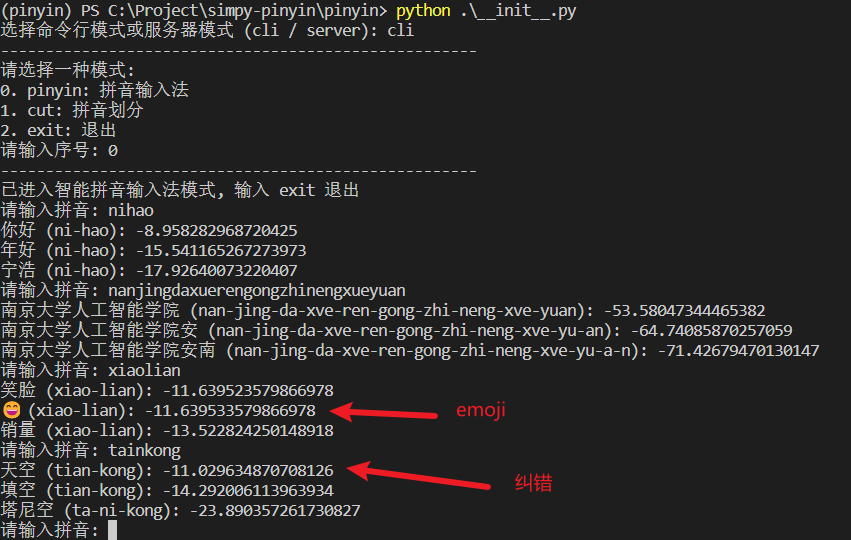 (pinyin) PS C:\Project\simpy-pinyin\pinyin> python .\__init__.py
选择命令行模式或服务器模式 (cli / server): cli
------------------------------------------------------
请选择一种模式:
0. pinyin: 拼音输入法
1. cut: 拼音划分
2. exit: 退出
请输入序号: 0
------------------------------------------------------
已进入智能拼音输入法模式, 输入 exit 退出
请输入拼音: nihao
你好 (ni-hao): -8.958282968720425
年好 (ni-hao): -15.541165267273973
宁浩 (ni-hao): -17.92640073220407
请输入拼音: nanjingdaxuerengongzhinengxueyuan
南京大学人工智能学院 (nan-jing-da-xve-ren-gong-zhi-neng-xve-yuan): -53.58047344465382
南京大学人工智能学院安 (nan-jing-da-xve-ren-gong-zhi-neng-xve-yu-an): -64.74085870257059
南京大学人工智能学院安南 (nan-jing-da-xve-ren-gong-zhi-neng-xve-yu-a-n): -71.42679470130147
请输入拼音: xiaolian
笑脸 (xiao-lian): -11.639523579866978
😄 (xiao-lian): -11.639533579866978 emoji
销量 (xiao-lian): -13.522824250148918
请输入拼音: tainkong
天空 (tian-kong): -11.029634870708126 纠错
填空 (tian-kong): -14.292006113963934
塔尼空 (ta-ni-kong): -23.890357261730827
请输入拼音: